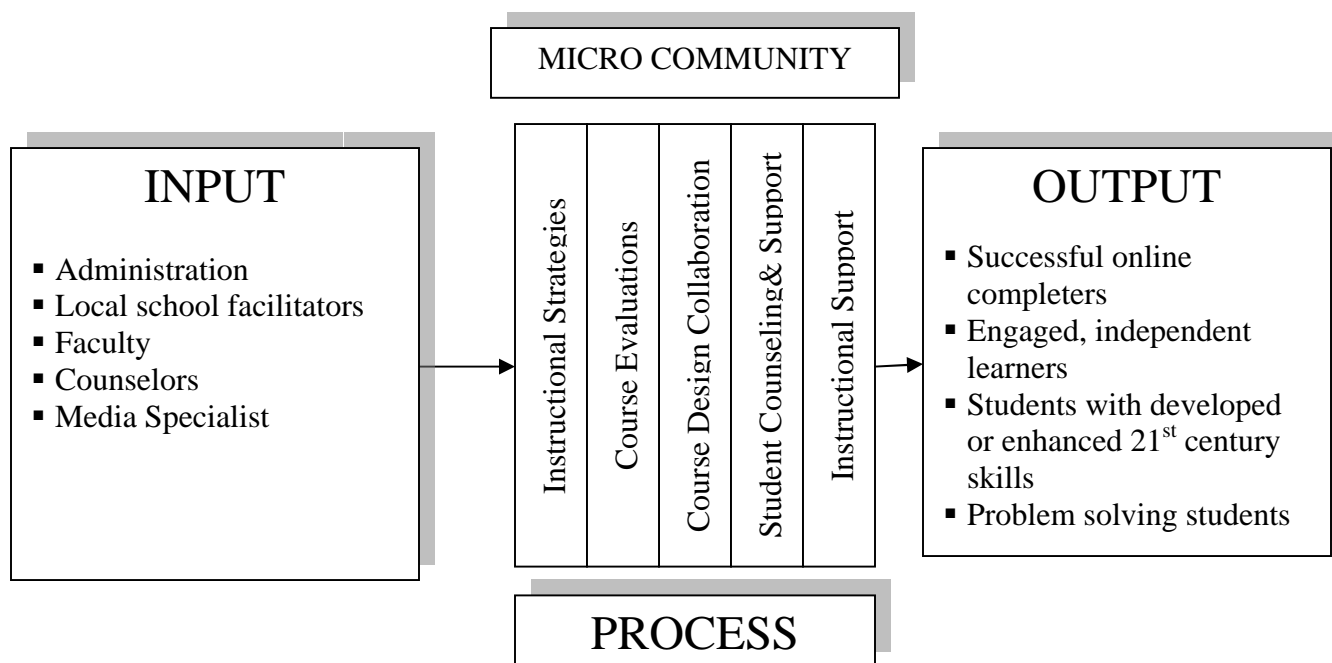 MICRO COMMUNITY
INPUT
▪ Administration
▪ Local school facilitators
▪ Faculty
▪ Counselors
▪ Media Specialist
Instructional Strategies
Course Evaluations
Course Design Collaboration
Student Counseling& Support
Instructional Support
PROCESS
OUTPUT
▪ Successful online
completers
▪ Engaged, independent
learners
▪ Students with developed
or enhanced 21st century
skills
▪ Problem solving students